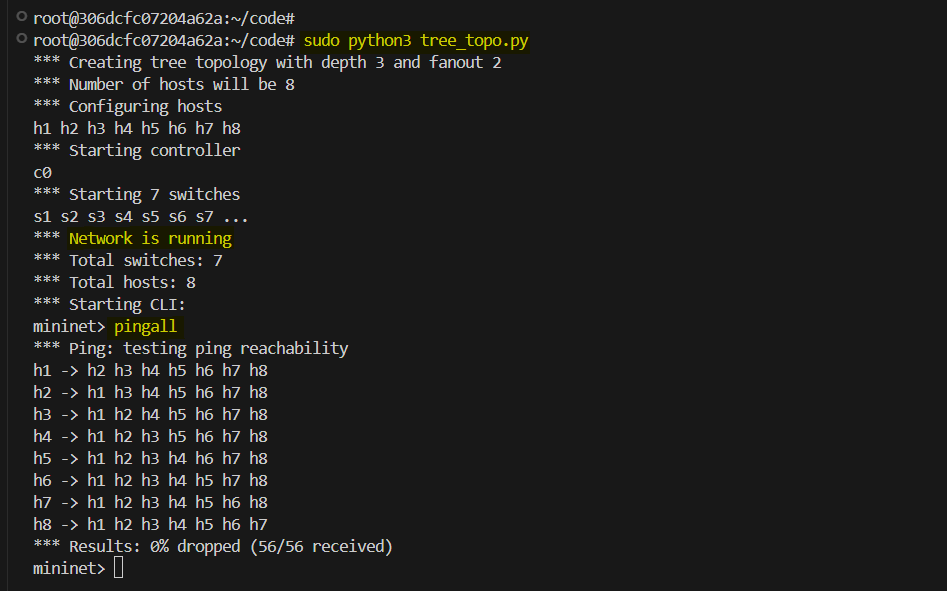 root@306dcfc07204a62a:~/code#
root@306dcfc07204a62a:~/code# sudo python3 tree_topo.py
*** Creating tree topology with depth 3 and fanout 2
*** Number of hosts will be 8
*** Configuring hosts
h1 h2 h3 h4 h5 h6 h7 h8
*** Starting controller
c0
*** Starting 7 switches
s1 s2 s3 s4 s5 s6 s7 ...
*** Network is running
*** Total switches: 7
*** Total hosts: 8
*** Starting CLI:
mininet> pingall
*** Ping: testing ping reachability
h1 -> h2 h3 h4 h5 h6 h7 h8
h2 -> h1 h3 h4 h5 h6 h7 h8
h3 -> h1 h2 h4 h5 h6 h7 h8
h4 -> h1 h2 h3 h5 h6 h7 h8
h5 -> h1 h2 h3 h4 h6 h7 h8
h6 -> h1 h2 h3 h4 h5 h7 h8
h7 -> h1 h2 h3 h4 h5 h6 h8
h8 -> h1 h2 h3 h4 h5 h6 h7
*** Results: 0% dropped (56/56 received)
mininet>